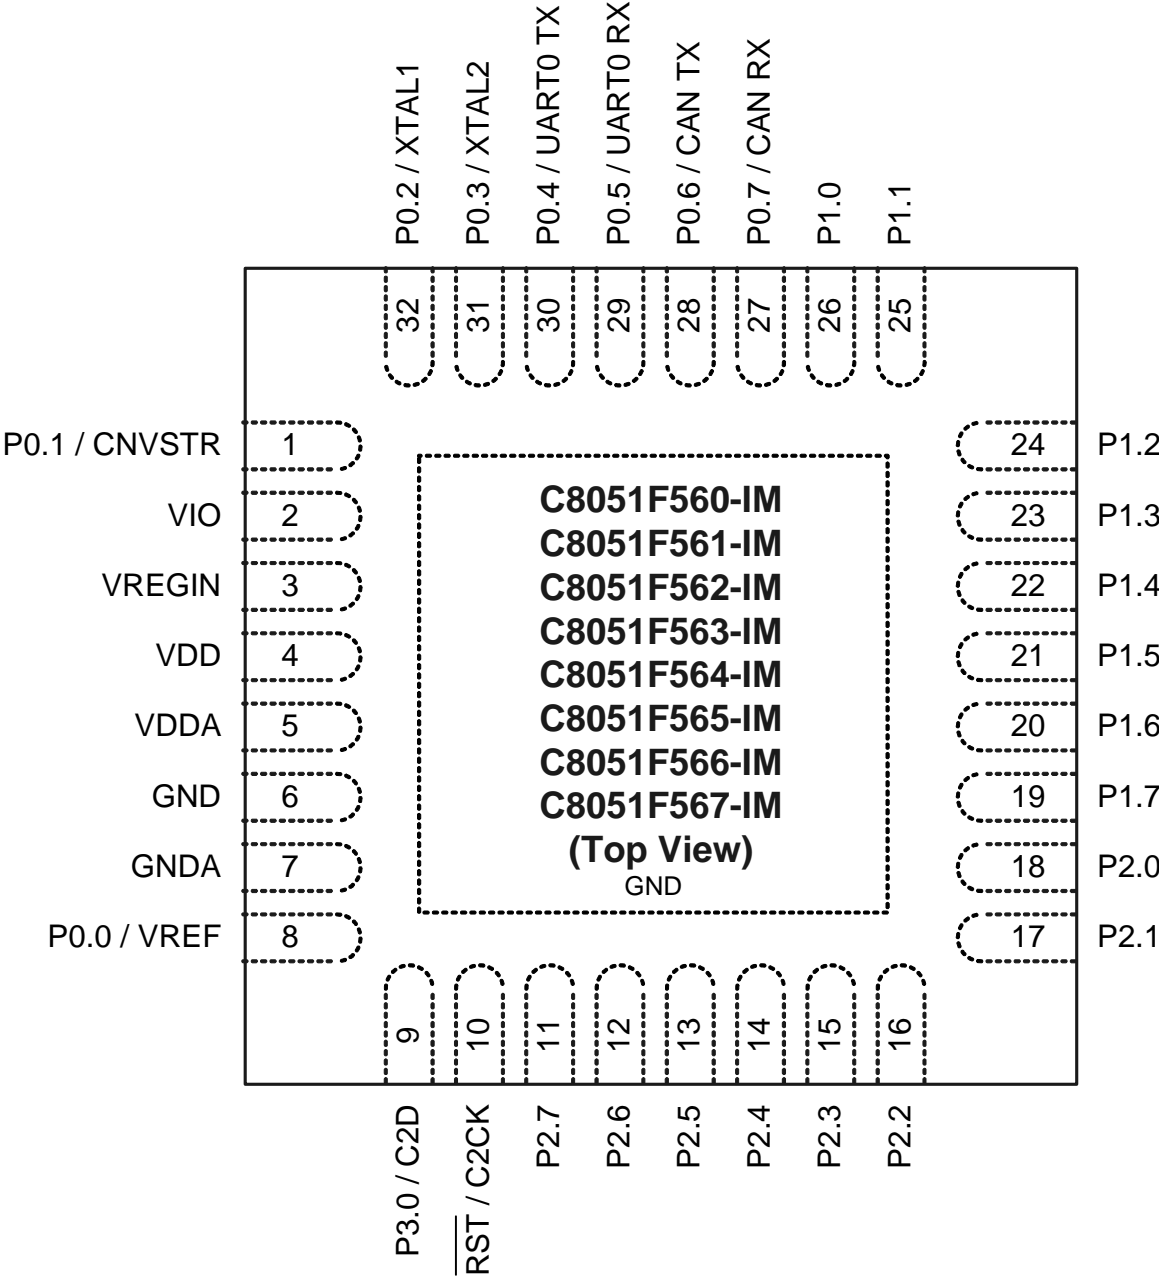 P0.2 / XTAL1
P0.3 / XTAL2
P0.4 / UART0 TX
P0.5 / UART0 RX
P0.6 / CAN TX
P0.7 / CAN RX
P1.0
P1.1
32
31
30
29
28
27
26
25
P0.1 / CNVSTR
1
VIO
2
VREGIN
3
VDD
4
VDDA
5
GND
6
GNDA
7
P0.0 / VREF
8
C8051F560-IM
C8051F561-IM
C8051F562-IM
C8051F563-IM
C8051F564-IM
C8051F565-IM
C8051F566-IM
C8051F567-IM
(Top View)
GND
24
P1.2
23
P1.3
22
P1.4
21
P1.5
20
P1.6
19
P1.7
18
P2.0
17
P2.1
9
10
11
12
13
14
15
16
P3.0 / C2D
RST / C2CK
P2.7
P2.6
P2.5
P2.4
P2.3
P2.2